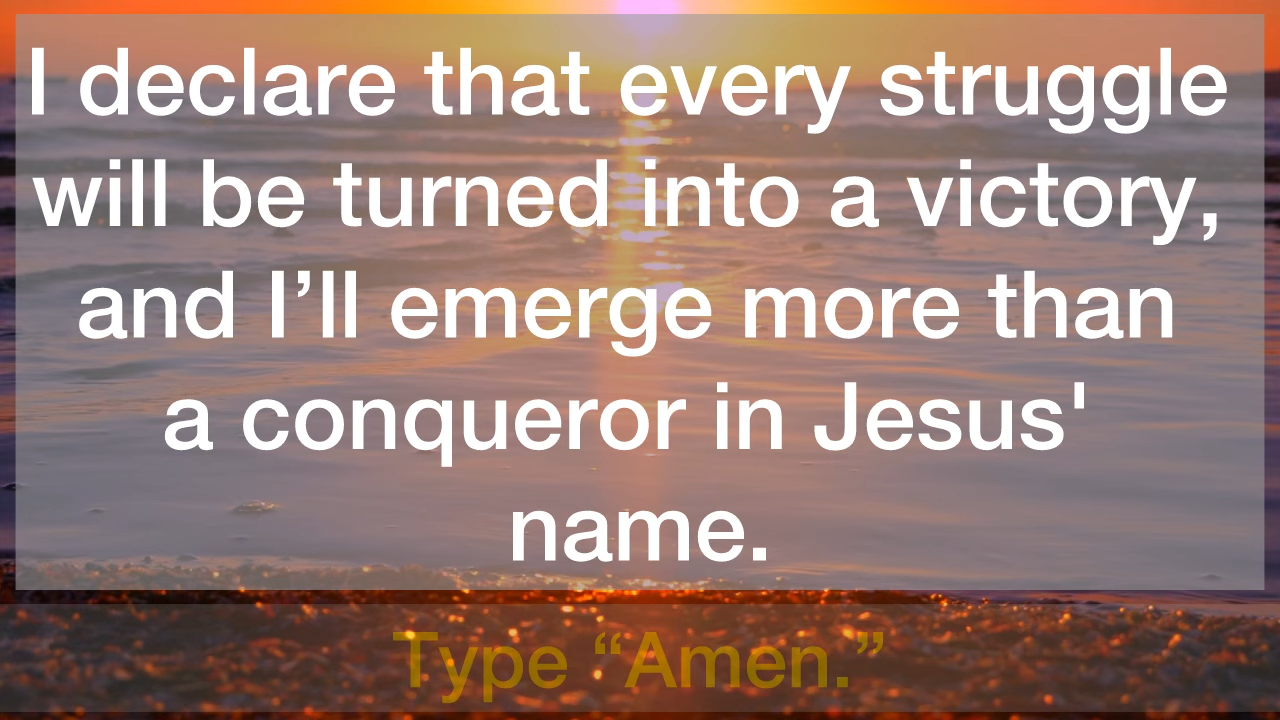 I declare that every struggle
will be turned into a victory,
and I’ll emerge more than
a conqueror in Jesus'
name.
Type “Amen.”